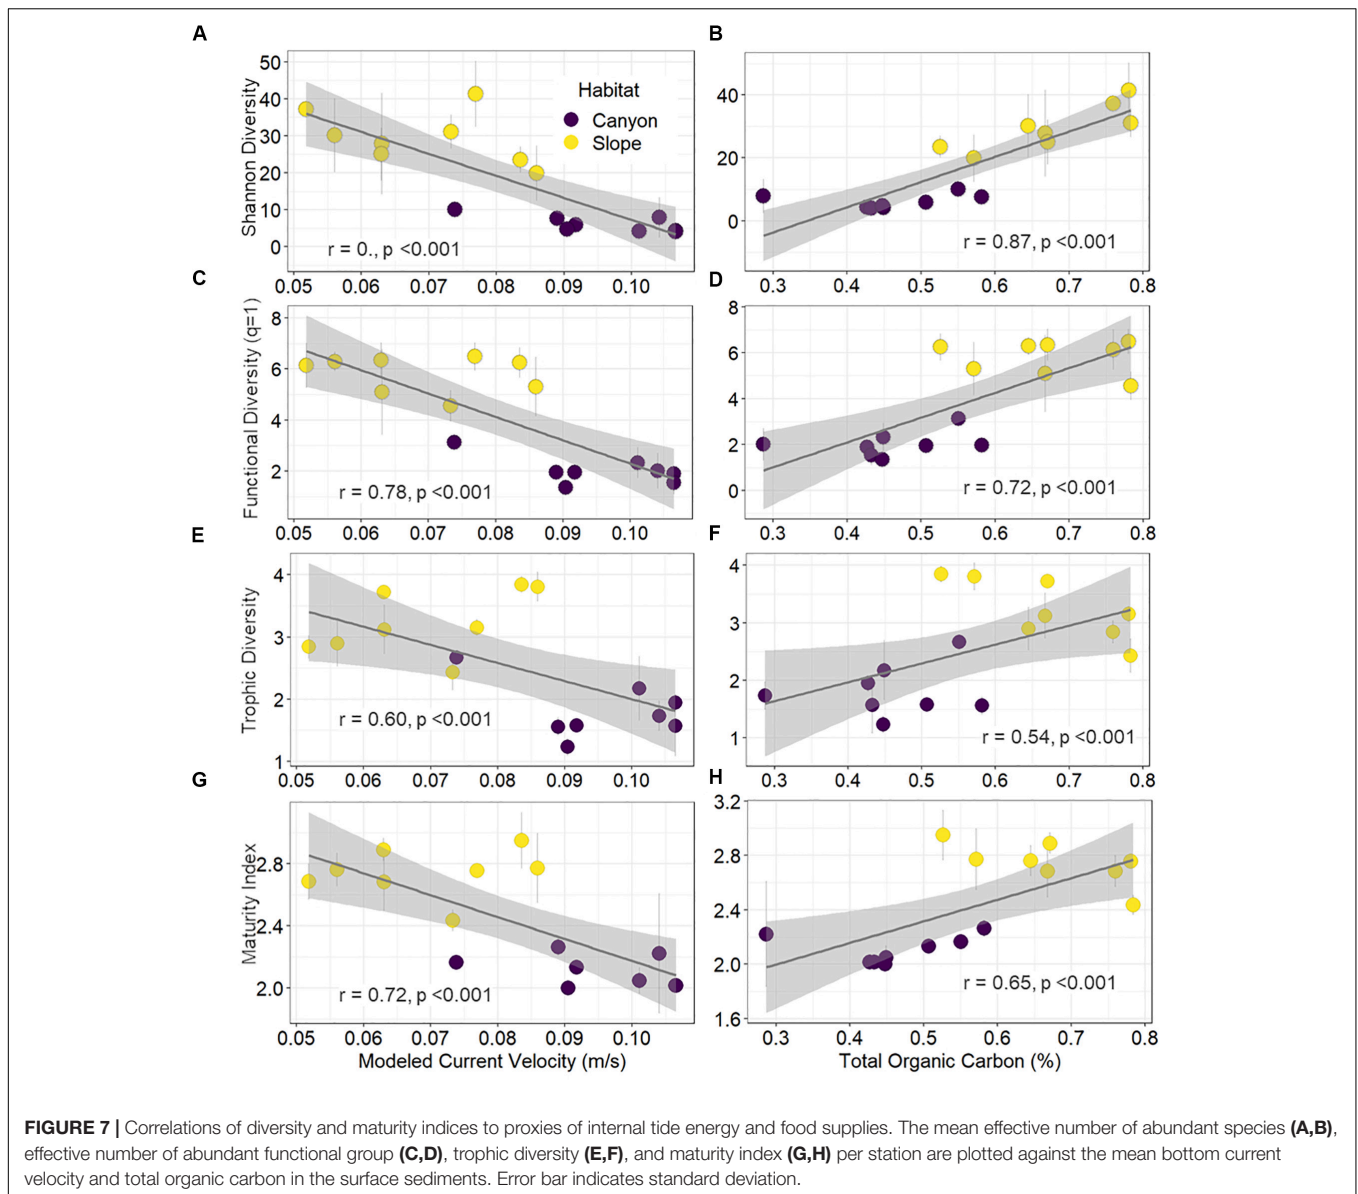 A
B
Shannon Diversity
50
40
30
20
10
0
Habitat
Canyon
Slope
r = 0., p <0.001
0.05 0.06 0.07 0.08 0.09 0.10
40
20
0
r = 0.87, p <0.001
0.3 0.4 0.5 0.6 0.7 0.8
C
D
Functional Diversity (q=1)
8
6
4
2
r = 0.78, p <0.001
0.05 0.06 0.07 0.08 0.09 0.10
8
6
4
2
0
r = 0.72, p <0.001
0.3 0.4 0.5 0.6 0.7 0.8
E
F
Trophic Diversity
4
3
2
1
r = 0.60, p <0.001
0.05 0.06 0.07 0.08 0.09 0.10
4
3
2
1
r = 0.54, p <0.001
0.3 0.4 0.5 0.6 0.7 0.8
G
H
Maturity Index
2.8
2.4
2.0
r = 0.72, p <0.001
0.05 0.06 0.07 0.08 0.09 0.10
Modeled Current Velocity (m/s)
3.2
2.8
2.4
2.0
1.6
r = 0.65, p <0.001
0.3 0.4 0.5 0.6 0.7 0.8
Total Organic Carbon (%)
FIGURE 7 | Correlations of diversity and maturity indices to proxies of internal tide energy and food supplies. The mean effective number of abundant species (A,B),
effective number of abundant functional group (C,D), trophic diversity (E,F), and maturity index (G,H) per station are plotted against the mean bottom current
velocity and total organic carbon in the surface sediments. Error bar indicates standard deviation.